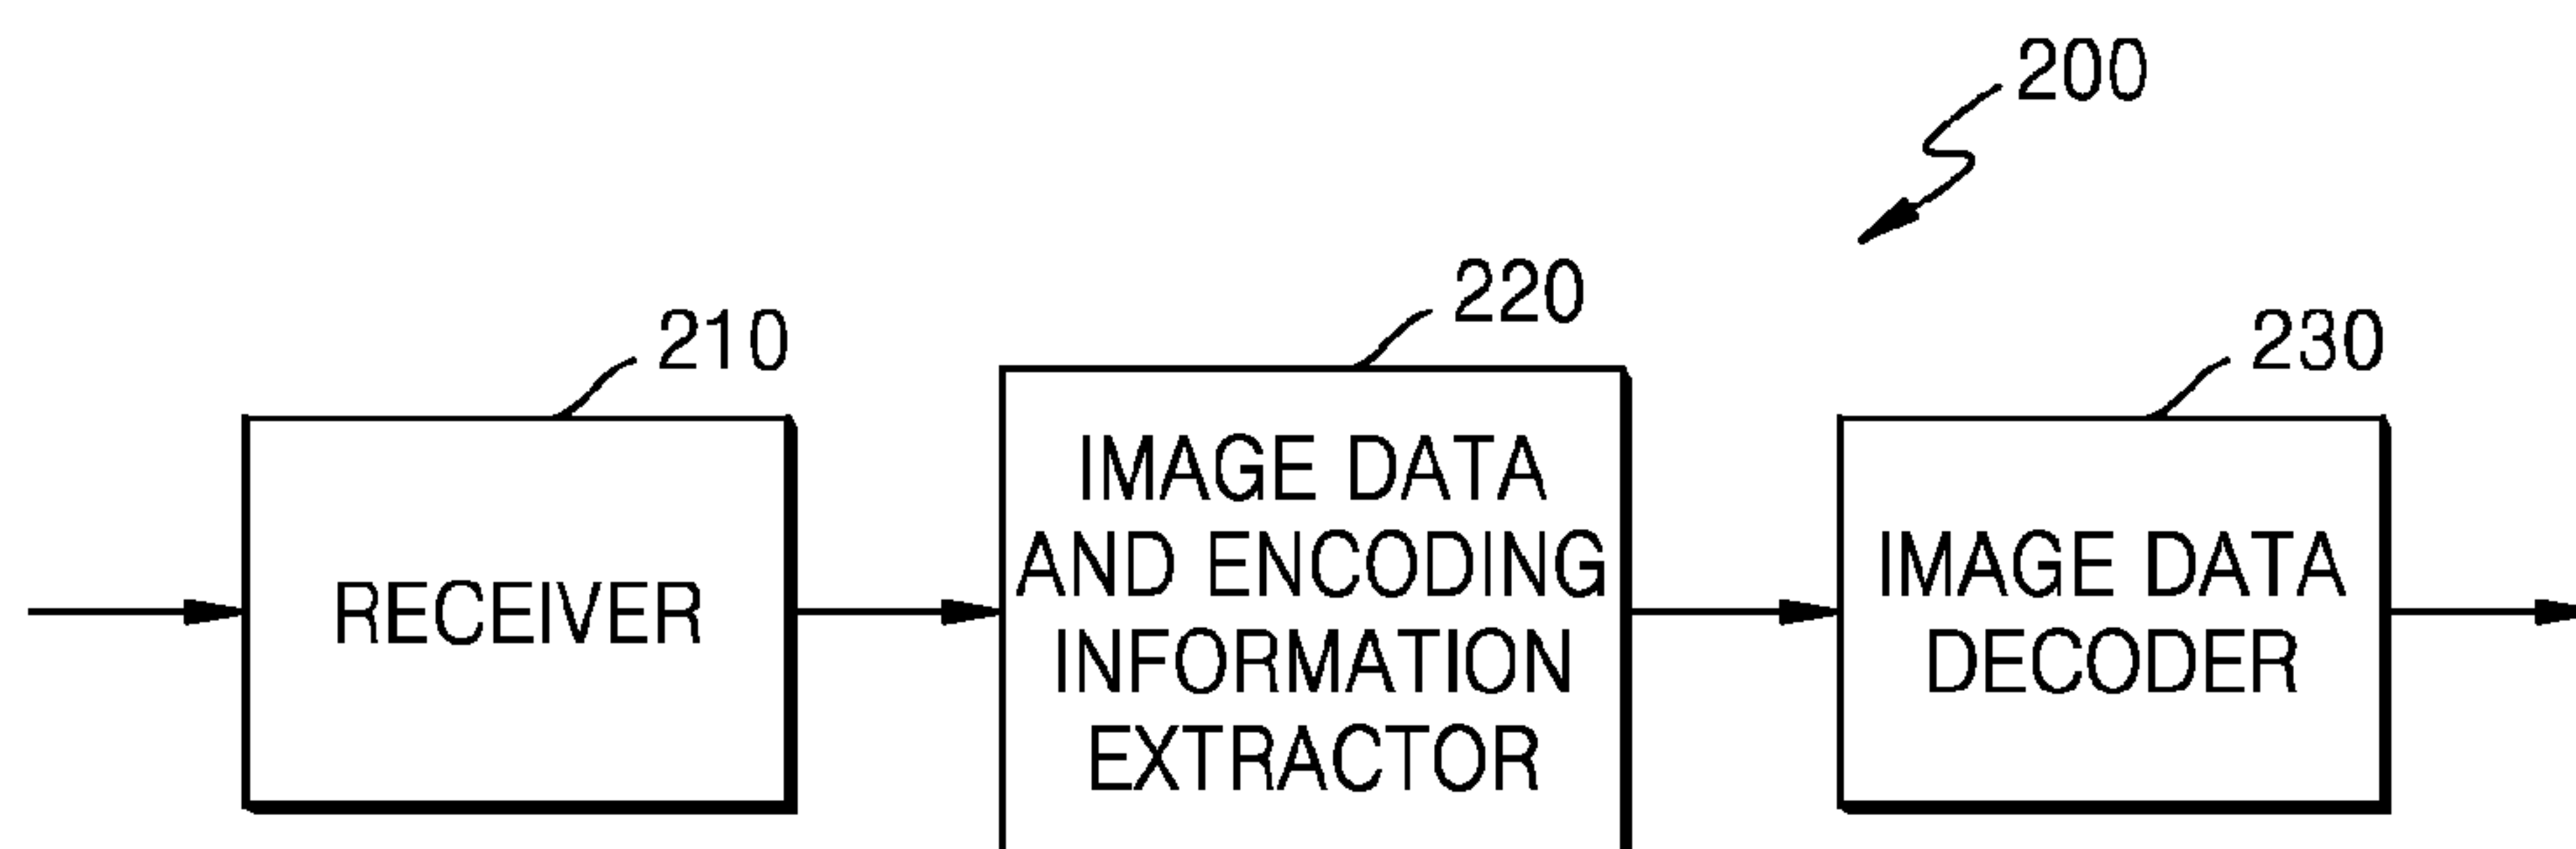 200
210
220
230
RECEIVER
IMAGE DATA
AND ENCODING
INFORMATION
EXTRACTOR
IMAGE DATA
DECODER